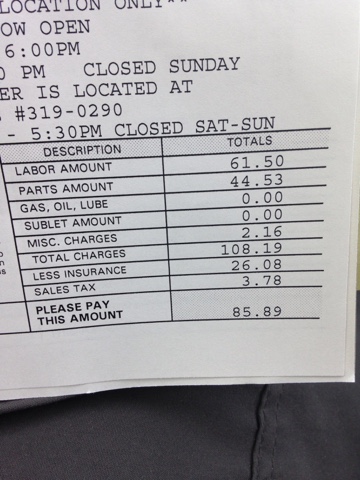 LOCATION ONLY**
OW OPEN
6:00PM
0 PM CLOSED SUNDAY
ER IS LOCATED AT
#319-0290
- 5:30PM CLOSED SAT-SUN
DESCRIPTION TOTALS
LABOR AMOUNT 61.50
PARTS AMOUNT 44.53
GAS, OIL, LUBE 0.00
SUBLET AMOUNT 0.00
MISC. CHARGES 2.16
TOTAL CHARGES 108.19
LESS INSURANCE 26.08
SALES TAX 3.78
PLEASE PAY
THIS AMOUNT 85.89